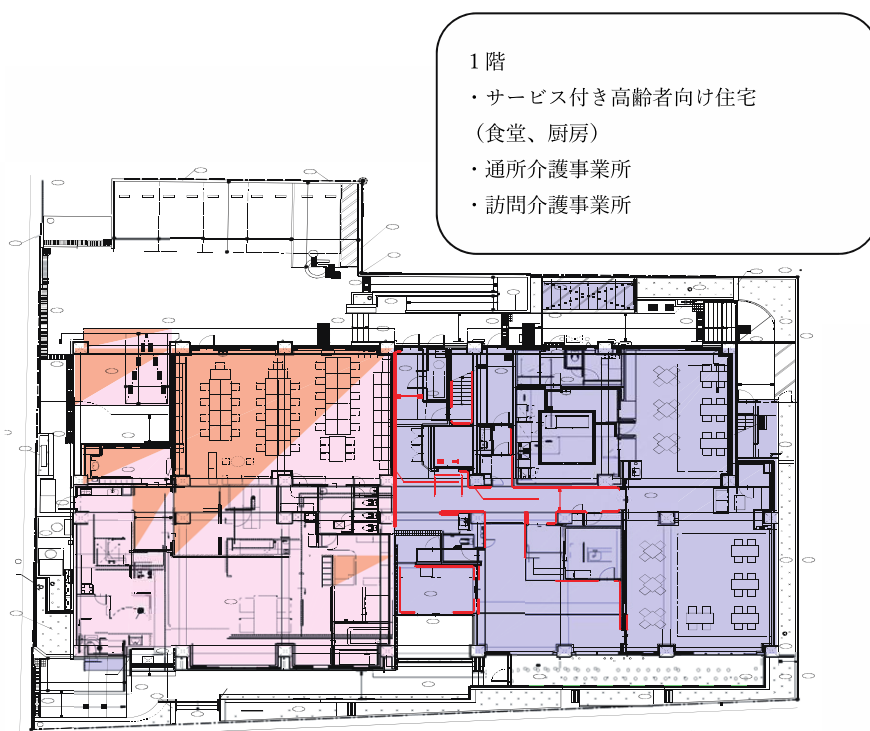 1 階
・サービス付き高齢者向け住宅
（食堂、厨房）
・通所介護事業所
・訪問介護事業所